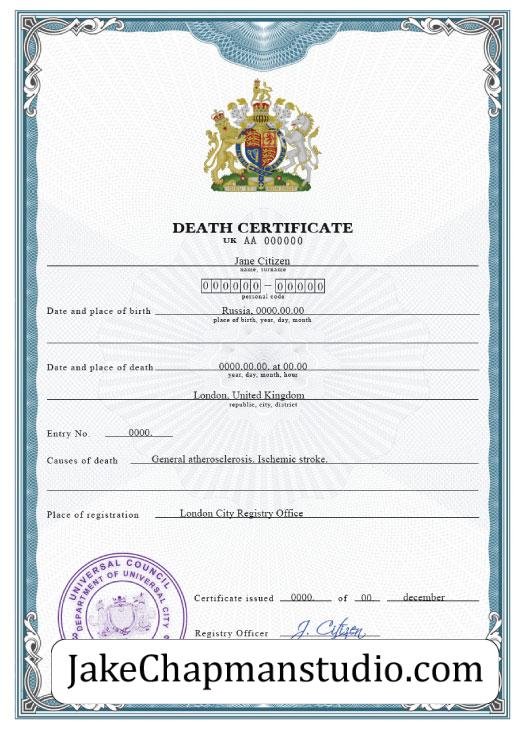 DEATH CERTIFICATE
UK AA 000000
Jane Citizen
name, surname
000000 – 00000
personal code
Date and place of birth Russia, 0000.00.00
place of birth, year, day, month
Date and place of death 0000.00.00. at 00.00
year, day, month, hour
London, United Kingdom
republic, city, district
Entry No. 0000.
Causes of death General atherosclerosis. Ischemic stroke.
Place of registration London City Registry Office
UNIVERSAL COUNCIL
DEPARTMENT OF UNIVERSAL CITY
Certificate issued 0000. of 00 december
Registry Officer J. Citizen
JakeChapmanstudio.com